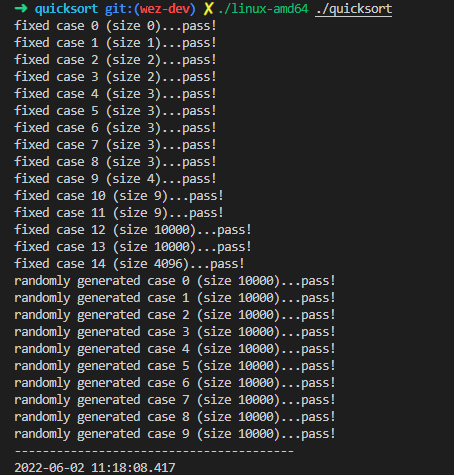 ➜ quicksort git:(wez-dev) ✗ ./linux-amd64 ./quicksort
fixed case 0 (size 0)...pass!
fixed case 1 (size 1)...pass!
fixed case 2 (size 2)...pass!
fixed case 3 (size 2)...pass!
fixed case 4 (size 3)...pass!
fixed case 5 (size 3)...pass!
fixed case 6 (size 3)...pass!
fixed case 7 (size 3)...pass!
fixed case 8 (size 3)...pass!
fixed case 9 (size 4)...pass!
fixed case 10 (size 9)...pass!
fixed case 11 (size 9)...pass!
fixed case 12 (size 10000)...pass!
fixed case 13 (size 10000)...pass!
fixed case 14 (size 4096)...pass!
randomly generated case 0 (size 10000)...pass!
randomly generated case 1 (size 10000)...pass!
randomly generated case 2 (size 10000)...pass!
randomly generated case 3 (size 10000)...pass!
randomly generated case 4 (size 10000)...pass!
randomly generated case 5 (size 10000)...pass!
randomly generated case 6 (size 10000)...pass!
randomly generated case 7 (size 10000)...pass!
randomly generated case 8 (size 10000)...pass!
randomly generated case 9 (size 10000)...pass!
----------------------------------------
2022-06-02 11:18:08.417